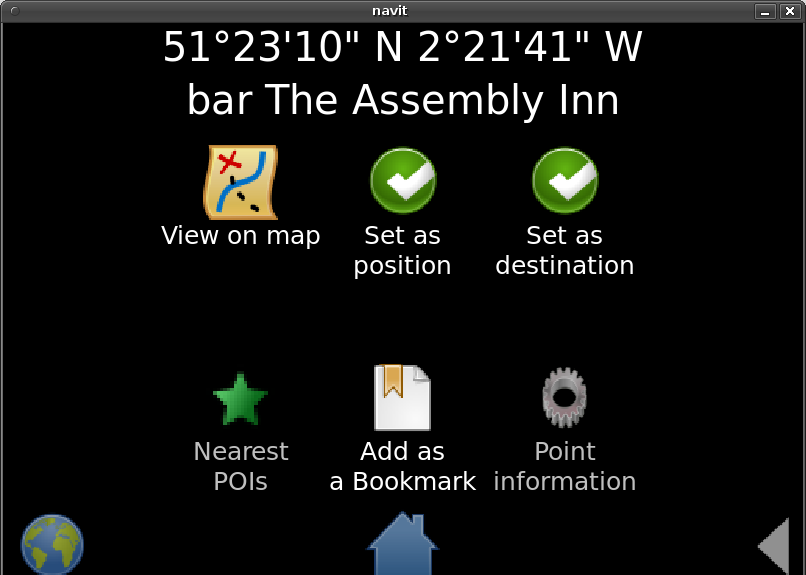 navit
51°23'10" N 2°21'41" W
bar The Assembly Inn
View on map
Set as
position
Set as
destination
Nearest
POIs
Add as
a Bookmark
Point
information